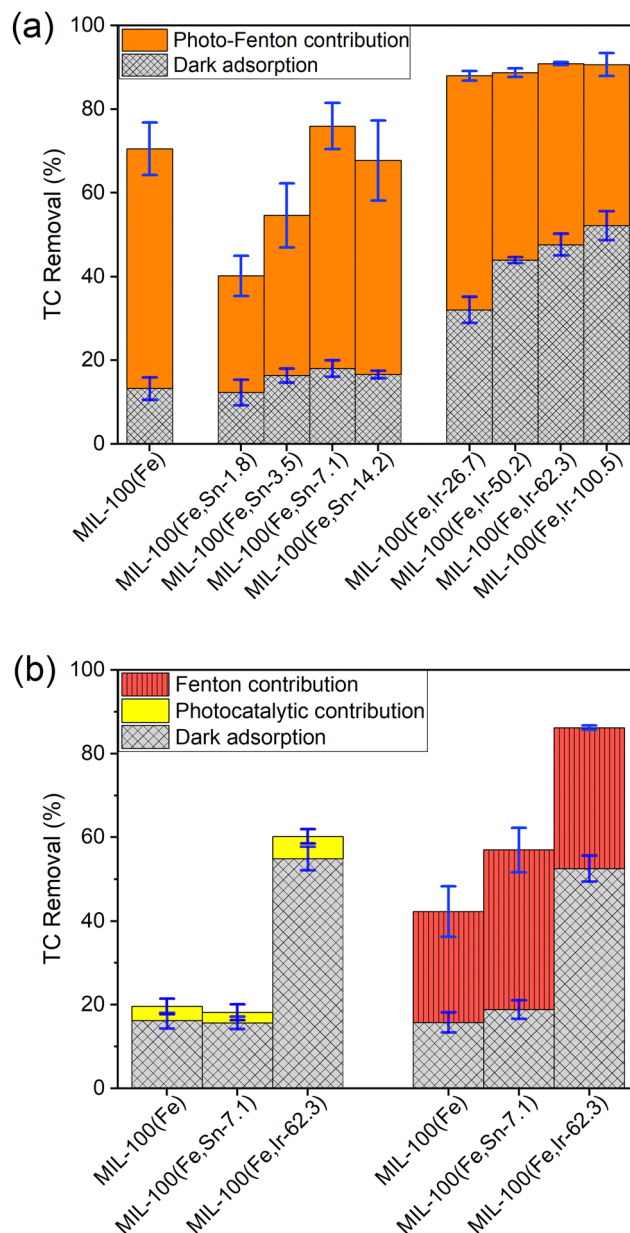 (a)
Photo-Fenton contribution
Dark adsorption
100
80
60
40
20
0
TC Removal (%)
MIL-100(Fe)
MIL-100(Fe,Sn-1.8)
MIL-100(Fe,Sn-3.5)
MIL-100(Fe,Sn-7.1)
MIL-100(Fe,Sn-14.2)
MIL-100(Fe,Ir-26.7)
MIL-100(Fe,Ir-50.2)
MIL-100(Fe,Ir-62.3)
MIL-100(Fe,Ir-100.5)
(b)
Fenton contribution
Photocatalytic contribution
Dark adsorption
100
80
60
40
20
0
TC Removal (%)
MIL-100(Fe)
MIL-100(Fe,Sn-7.1)
MIL-100(Fe,Ir-62.3)
MIL-100(Fe)
MIL-100(Fe,Sn-7.1)
MIL-100(Fe,Ir-62.3)